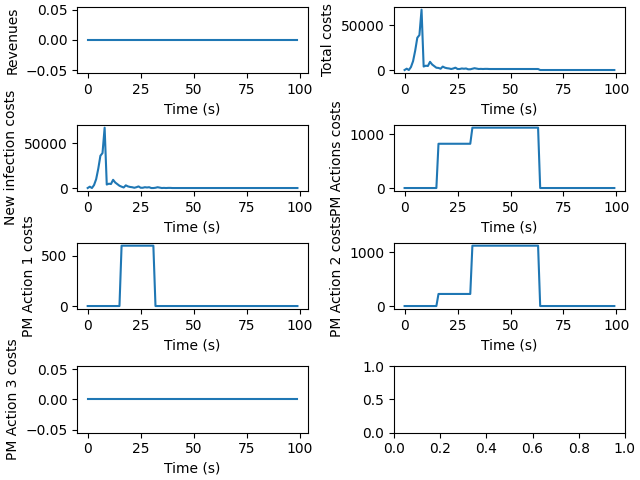 Revenues
0.05
0.00
−0.05
0 25 50 75 100
Time (s)
Total costs
50000
0
0 25 50 75 100
Time (s)
New infection costs
50000
0
0 25 50 75 100
Time (s)
PM Actions costs
1000
0
0 25 50 75 100
Time (s)
PM Action 1 costs
500
0
0 25 50 75 100
Time (s)
PM Action 2 costs
1000
0
0 25 50 75 100
Time (s)
PM Action 3 costs
0.05
0.00
−0.05
0 25 50 75 100
Time (s)
1.0
0.5
0.0
0.0 0.2 0.4 0.6 0.8 1.0